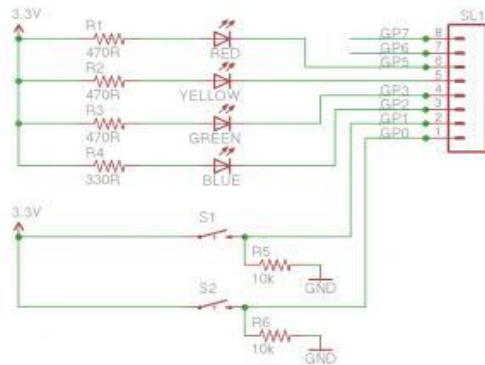 3.3V
R1
470R
RED
R2
470R
YELLOW
R3
470R
GREEN
R4
330R
BLUE
SL1
GP7 8
GP6 7
GP5 6
5
GP3 4
GP2 3
GP1 2
GP0 1
3.3V
S1
R5
10k
GND
S2
R6
10k
GND